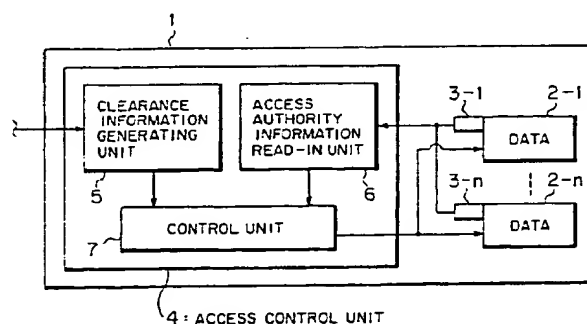 1
CLEARANCE
INFORMATION
GENERATING
UNIT
5
ACCESS
AUTHORITY
INFORMATION
READ-IN UNIT
6
3-1
2-1
DATA
3-n
2-n
DATA
CONTROL UNIT
7
4: ACCESS CONTROL UNIT